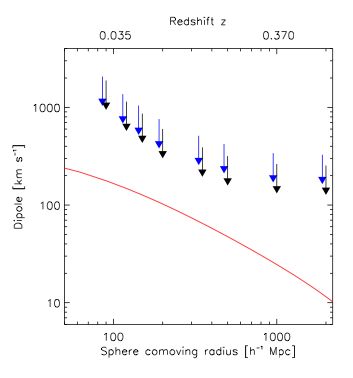 Redshift z
0.035 0.370
1000
100
10
Dipole [km s⁻¹]
100 1000
Sphere comoving radius [h⁻¹ Mpc]